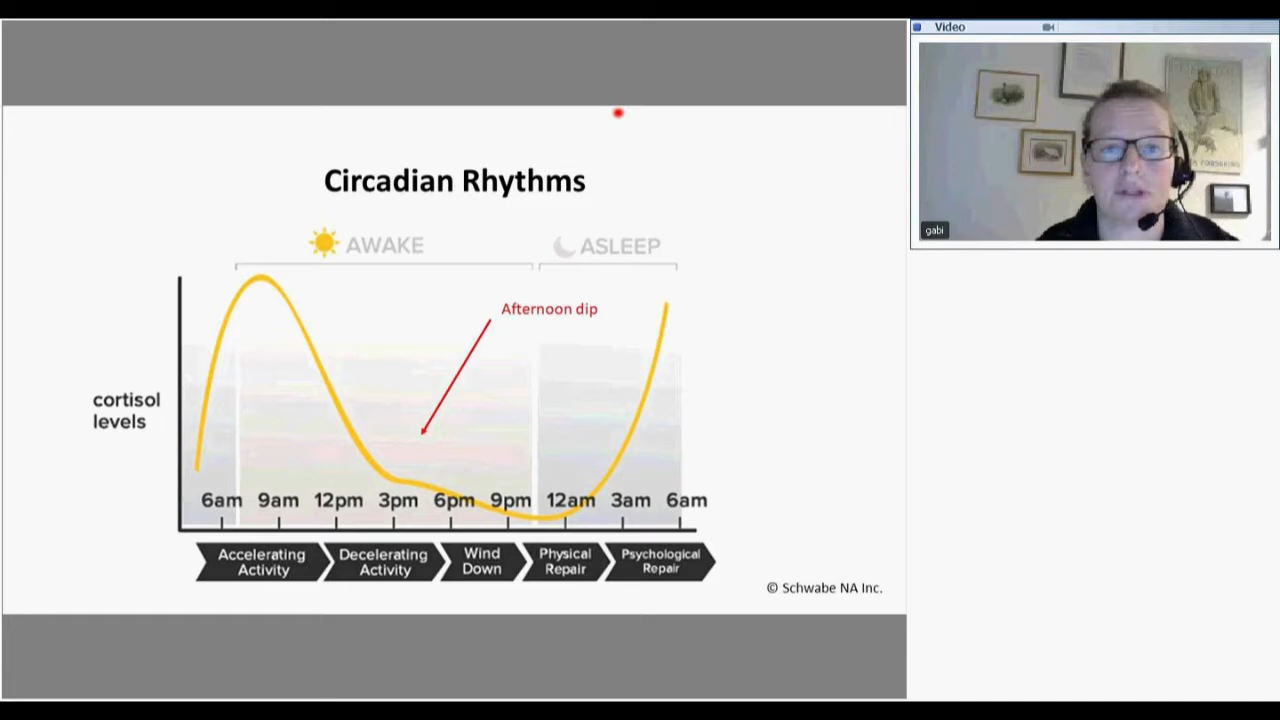 Video
gabi
Circadian Rhythms
AWAKE
ASLEEP
Afternoon dip
cortisol
levels
6am 9am 12pm 3pm 6pm 9pm 12am 3am 6am
Accelerating
Activity
Decelerating
Activity
Wind
Down
Physical
Repair
Psychological
Repair
© Schwabe NA Inc.